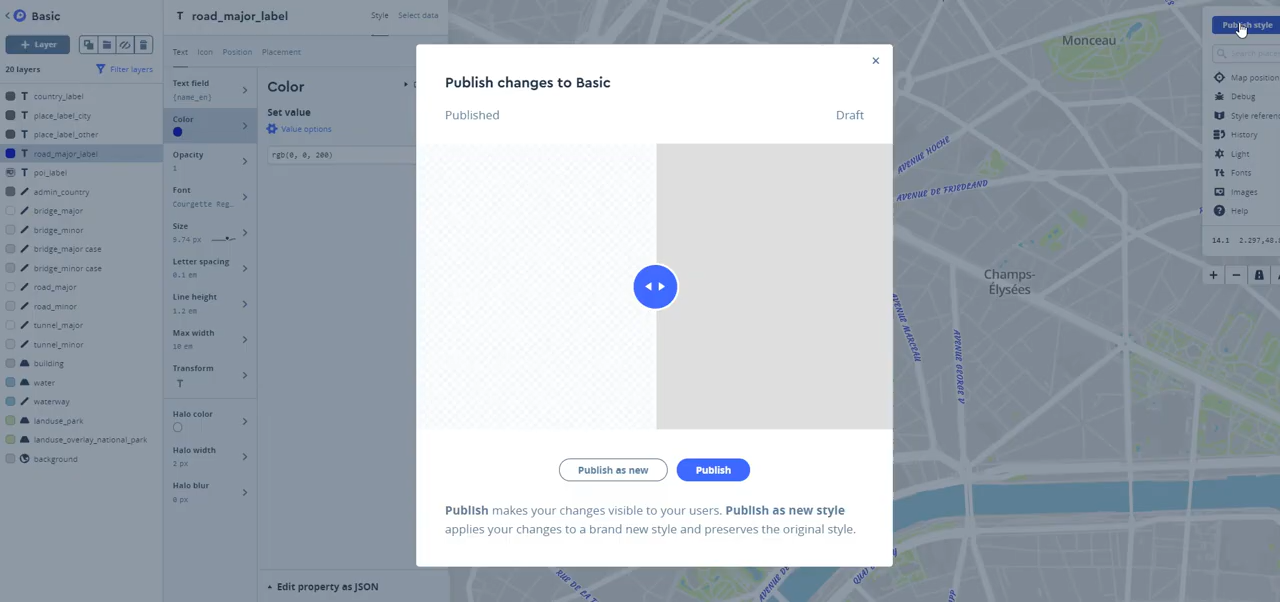 Basic
Layer
20 layers
Filter layers
country_label
place_label_city
place_label_other
road_major_label
poi_label
admin_country
bridge_major
bridge_minor
bridge_major case
bridge_minor case
road_major
road_minor
tunnel_major
tunnel_minor
building
water
waterway
landuse_park
landuse_overlay_national_park
background
T road_major_label
Style
Select data
Text
Icon
Position
Placement
Text field
{name_en}
Color
Opacity
1
Font
Courgette Reg…
Size
Letter spacing
0.1 em
Line height
1.2 em
Max width
10 em
Transform
T
Halo color
Halo width
2 px
Halo blur
0 px
Color
Set value
Value options
rgb(0, 0, 200)
Edit property as JSON
Publish changes to Basic
Published
Draft
Publish as new
Publish
Publish makes your changes visible to your users. Publish as new style
applies your changes to a brand new style and preserves the original style.
Monceau
AVENUE HOCHE
AVENUE DE FRIEDLAND
Champs-
Élysées
AVENUE MARCEAU
AVENUE GEORGE V
Publish style
Map position
Debug
Style referen
History
Light
Fonts
Images
Help
14.1